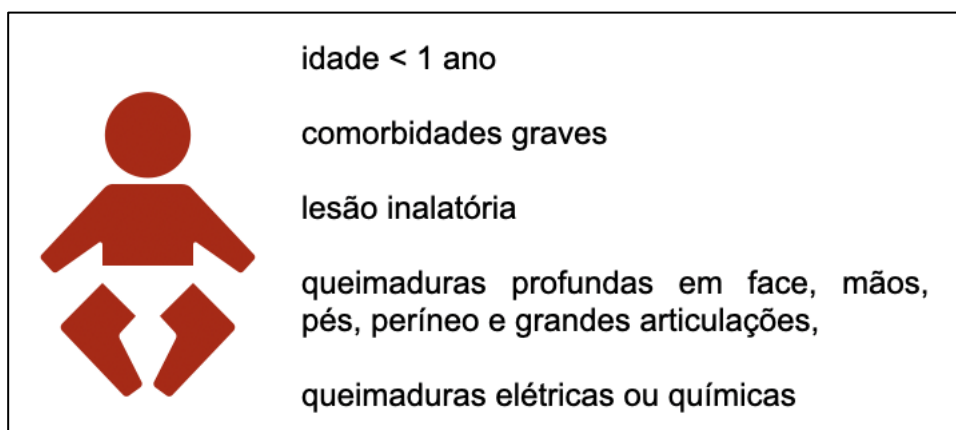 idade < 1 ano
comorbidades graves
lesão inalatória
queimaduras profundas em face, mãos,
pés, períneo e grandes articulações,
queimaduras elétricas ou químicas